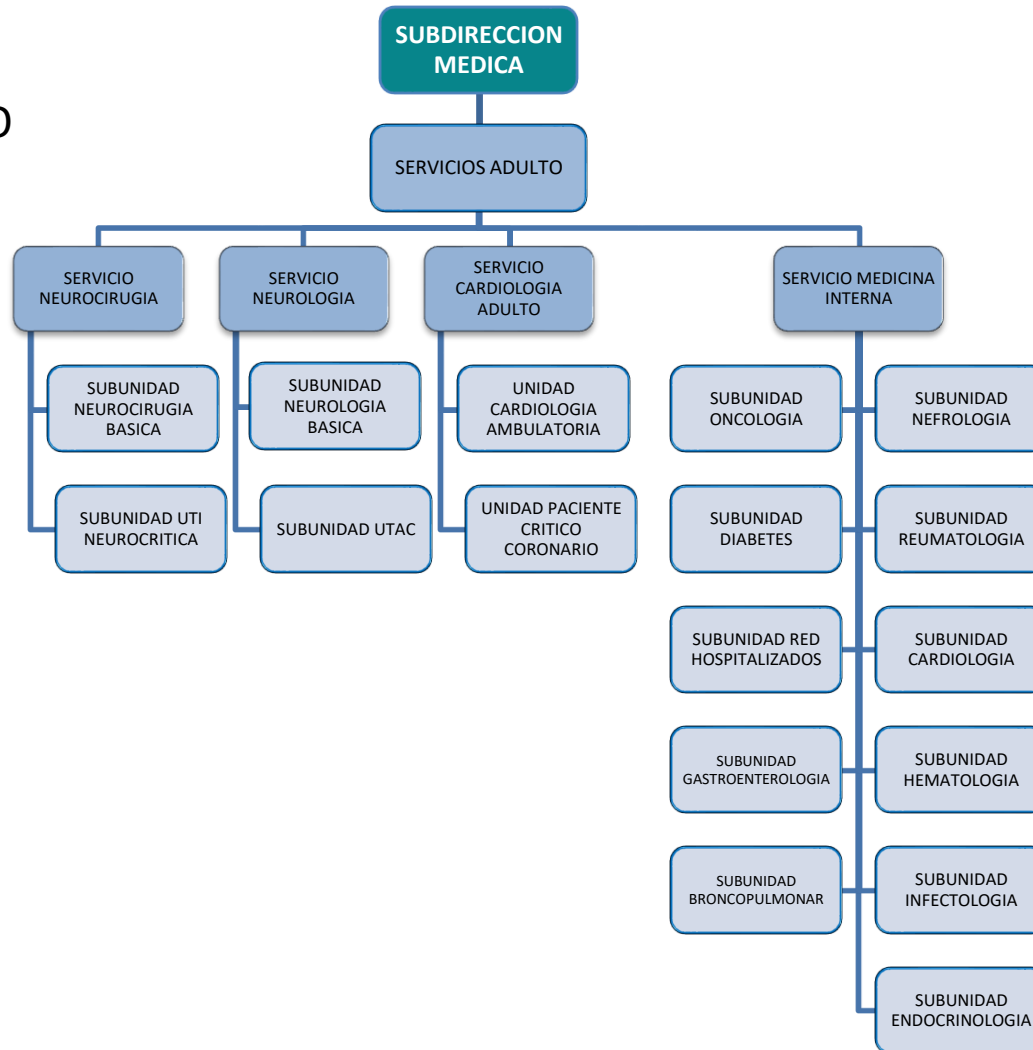 SUBDIRECCION
MEDICA
O
SERVICIOS ADULTO
SERVICIO
NEUROCIRUGIA
SERVICIO
NEUROLOGIA
SERVICIO
CARDIOLOGIA
ADULTO
SERVICIO MEDICINA
INTERNA
SUBUNIDAD
NEUROCIRUGIA
BASICA
SUBUNIDAD
NEUROLOGIA
BASICA
UNIDAD
CARDIOLOGIA
AMBULATORIA
SUBUNIDAD
ONCOLOGIA
SUBUNIDAD
NEFROLOGIA
SUBUNIDAD UTI
NEUROCRITICA
SUBUNIDAD UTAC
UNIDAD PACIENTE
CRITICO
CORONARIO
SUBUNIDAD
DIABETES
SUBUNIDAD
REUMATOLOGIA
SUBUNIDAD RED
HOSPITALIZADOS
SUBUNIDAD
CARDIOLOGIA
SUBUNIDAD
GASTROENTEROLOGIA
SUBUNIDAD
HEMATOLOGIA
SUBUNIDAD
BRONCOPULMONAR
SUBUNIDAD
INFECTOLOGIA
SUBUNIDAD
ENDOCRINOLOGIA